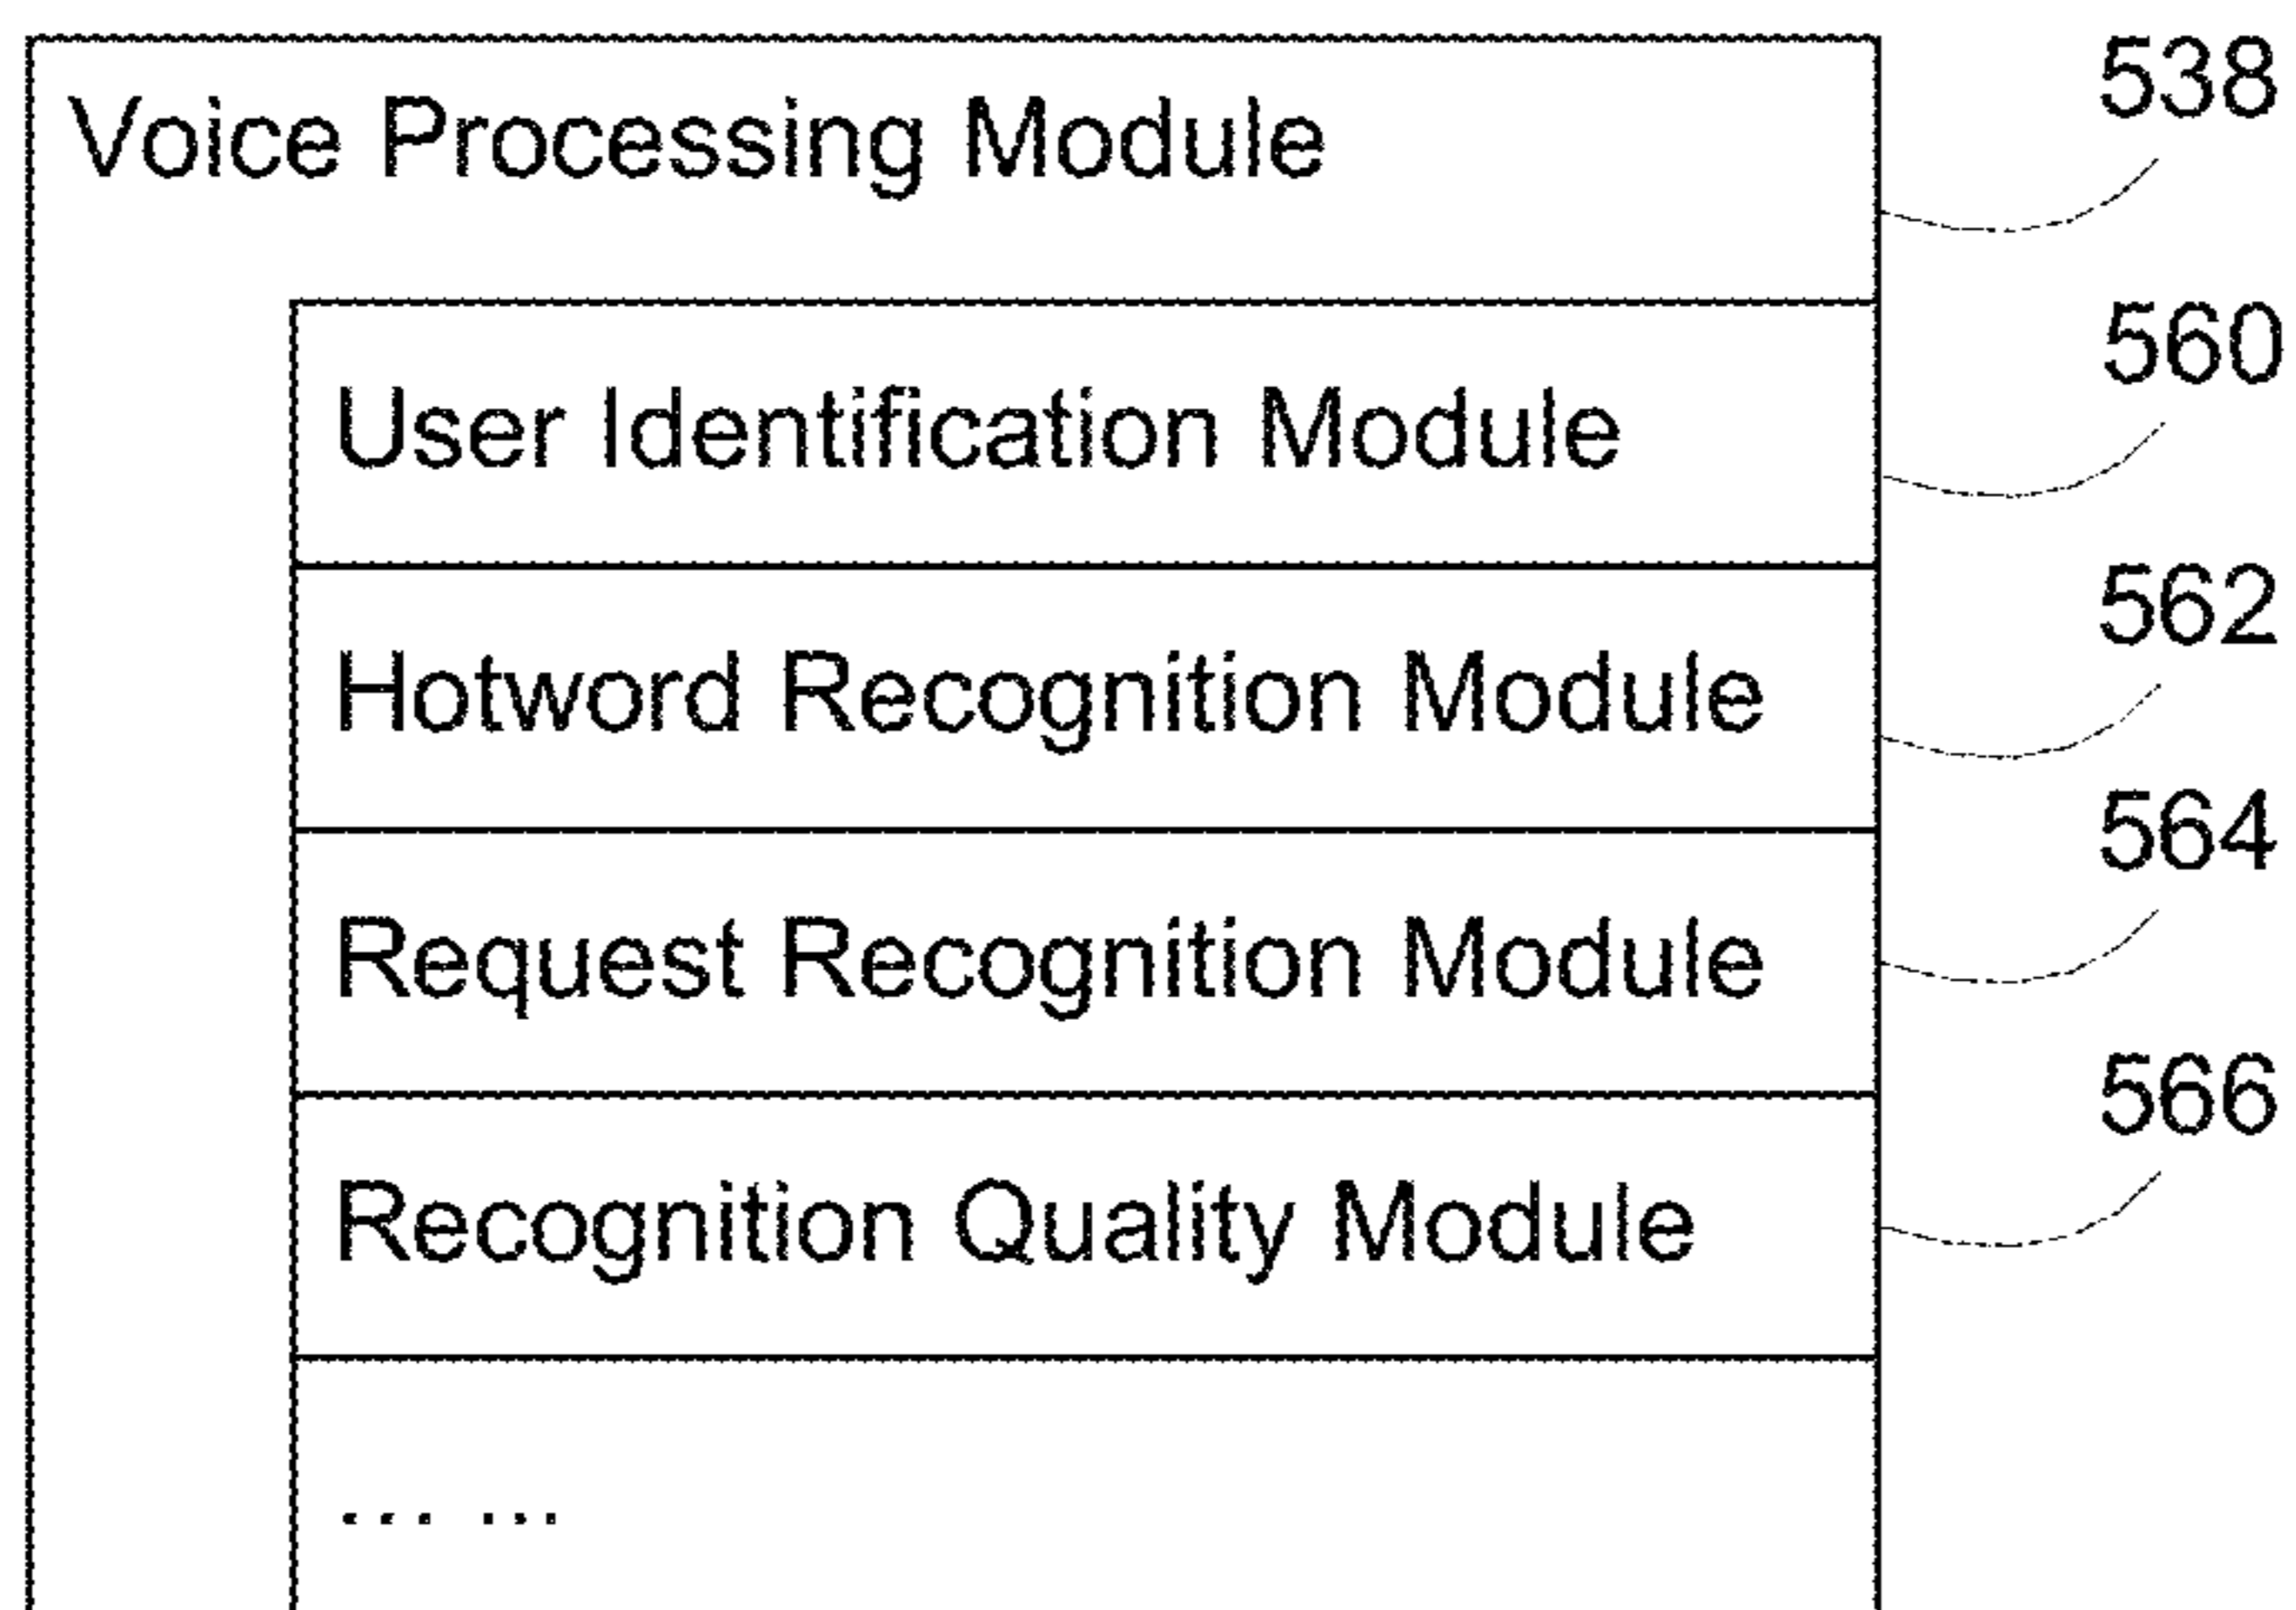 Voice Processing Module 538
User Identification Module 560
Hotword Recognition Module 562
Request Recognition Module 564
Recognition Quality Module 566
... ...